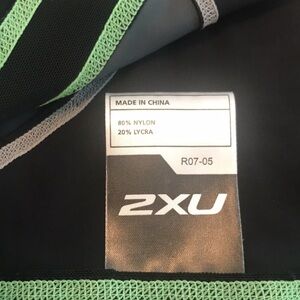 MADE IN CHINA
80% NYLON
20% LYCRA
R07-05
2XU